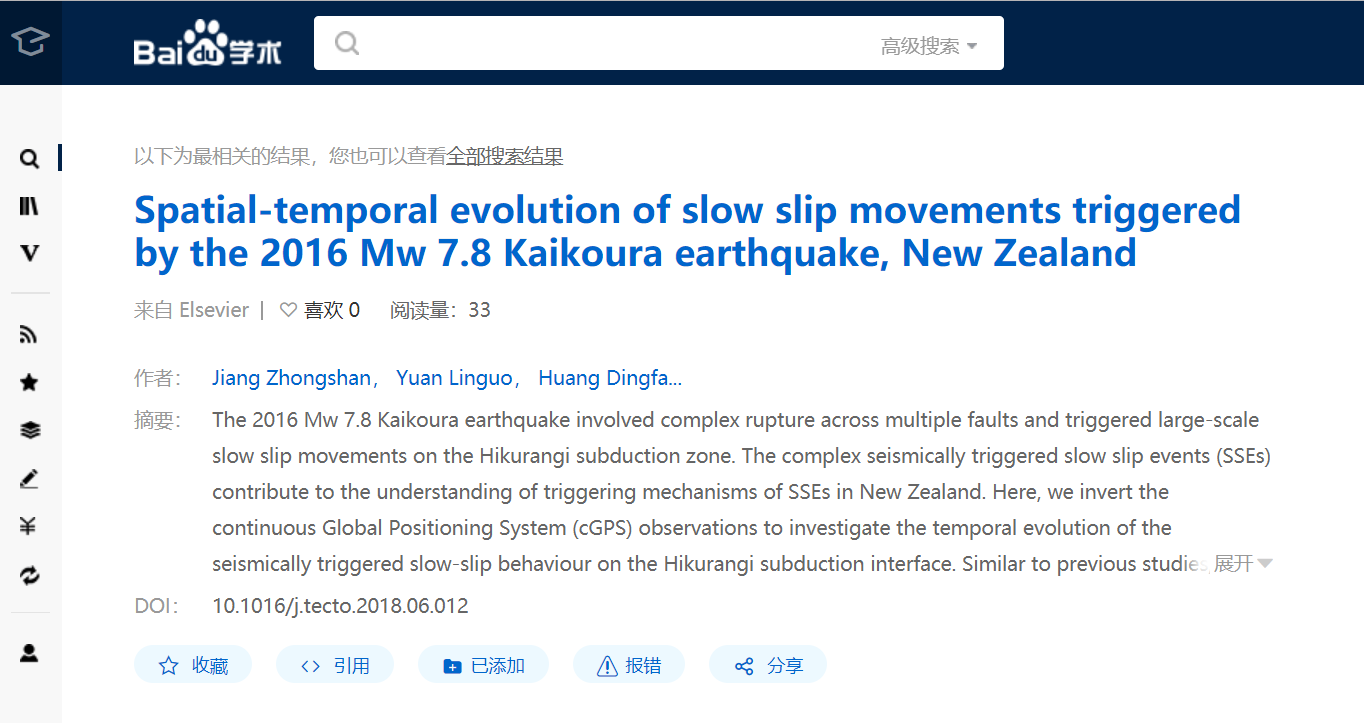 Bai du 学术
高级搜索
以下为最相关的结果，您也可以查看全部搜索结果
Spatial-temporal evolution of slow slip movements triggered
by the 2016 Mw 7.8 Kaikoura earthquake, New Zealand
来自 Elsevier | 喜欢 0 阅读量：33
作者： Jiang Zhongshan， Yuan Linguo， Huang Dingfa...
摘要： The 2016 Mw 7.8 Kaikoura earthquake involved complex rupture across multiple faults and triggered large-scale
slow slip movements on the Hikurangi subduction zone. The complex seismically triggered slow slip events (SSEs)
contribute to the understanding of triggering mechanisms of SSEs in New Zealand. Here, we invert the
continuous Global Positioning System (cGPS) observations to investigate the temporal evolution of the
seismically triggered slow-slip behaviour on the Hikurangi subduction interface. Similar to previous studies, 展开
DOI： 10.1016/j.tecto.2018.06.012
收藏 <> 引用 已添加 报错 分享